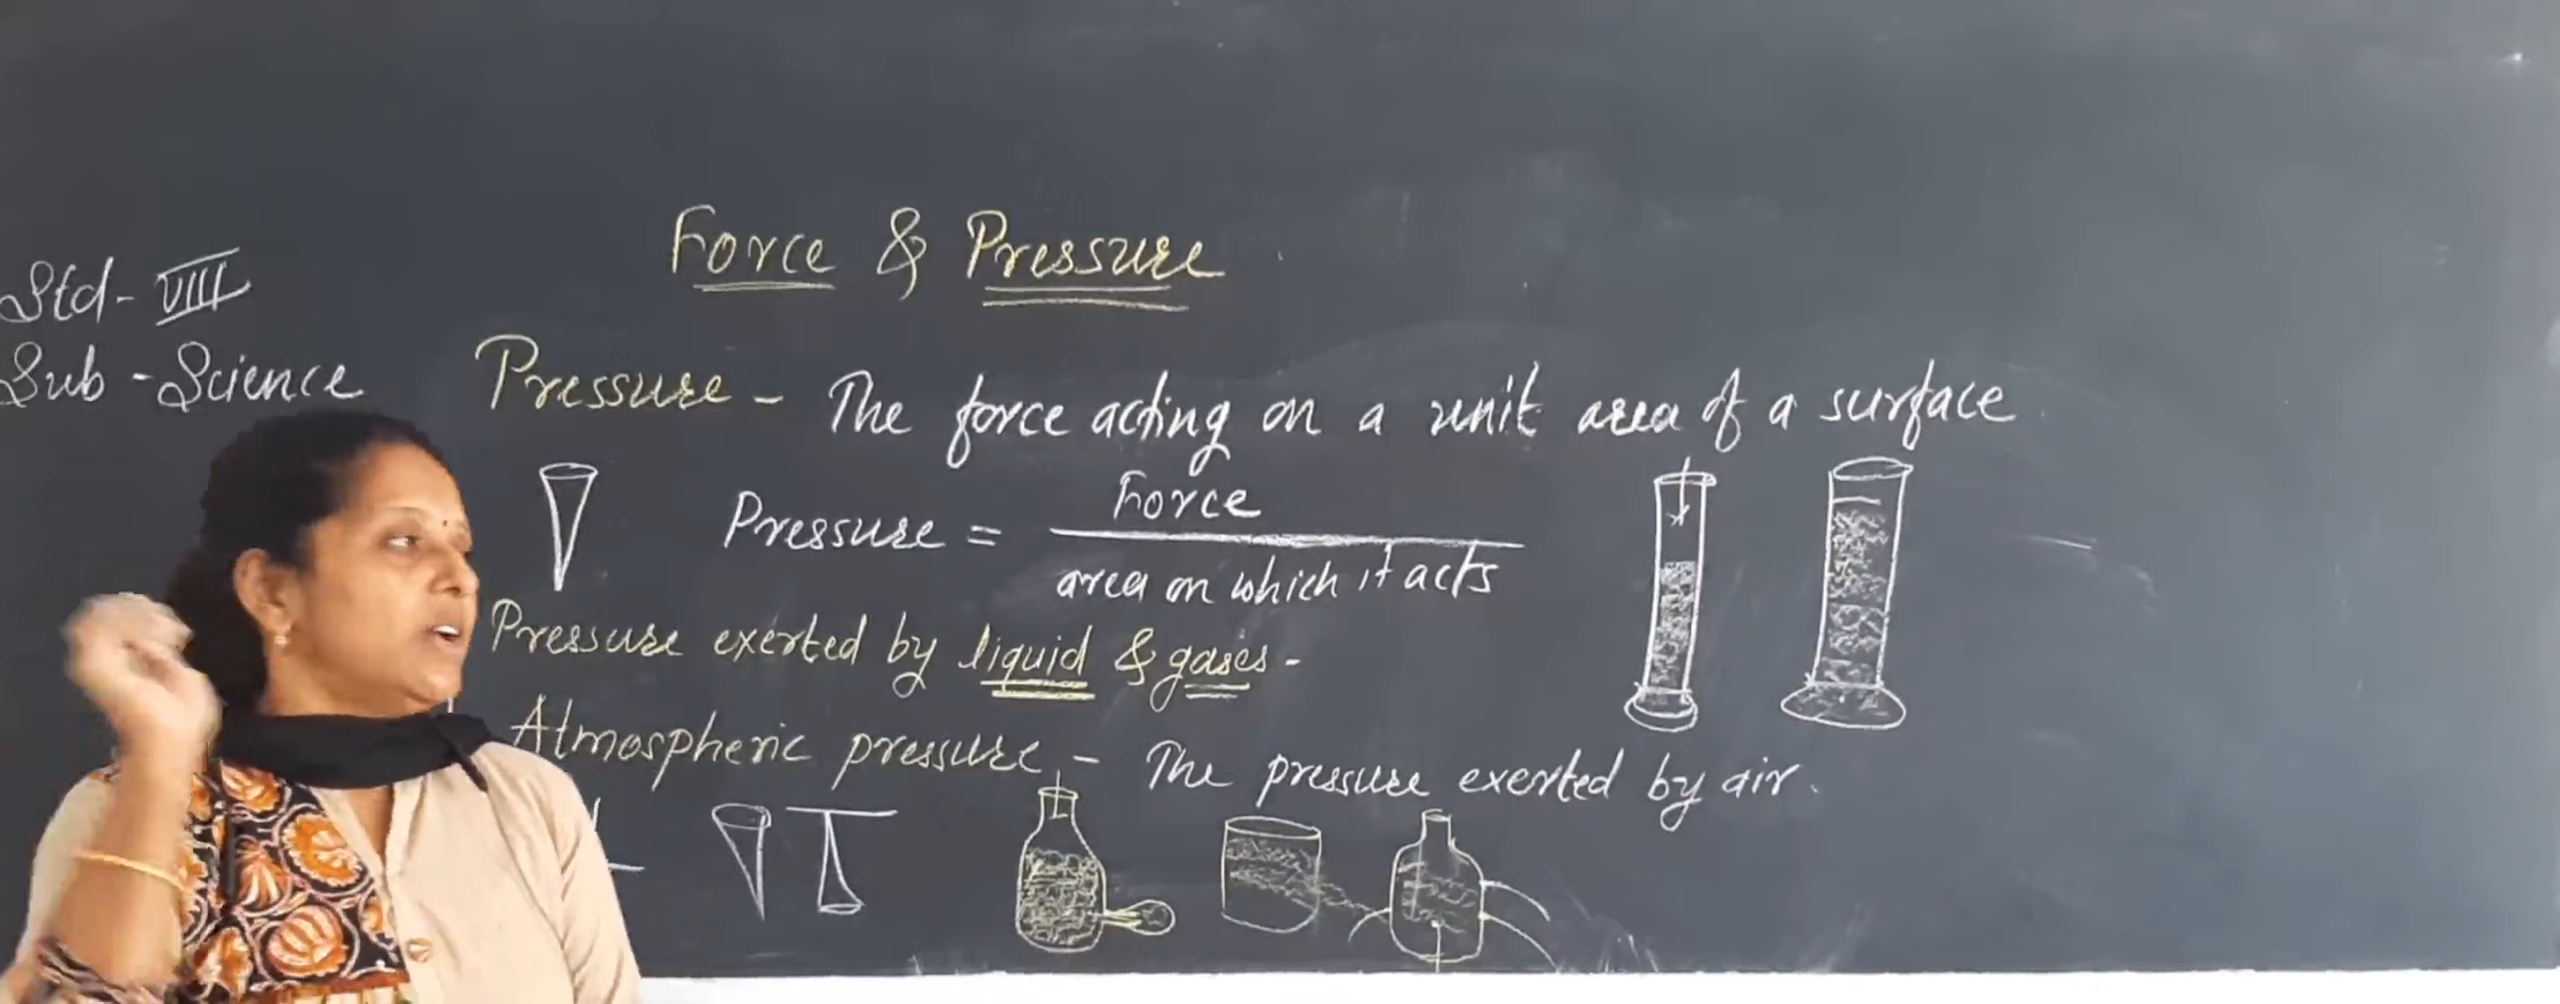 Force & Pressure
Std - VIII
Sub - Science
Pressure - The force acting on a unit area of a surface
Pressure = Force
area on which it acts
Pressure exerted by liquid & gases -
Atmospheric pressure - The pressure exerted by air.